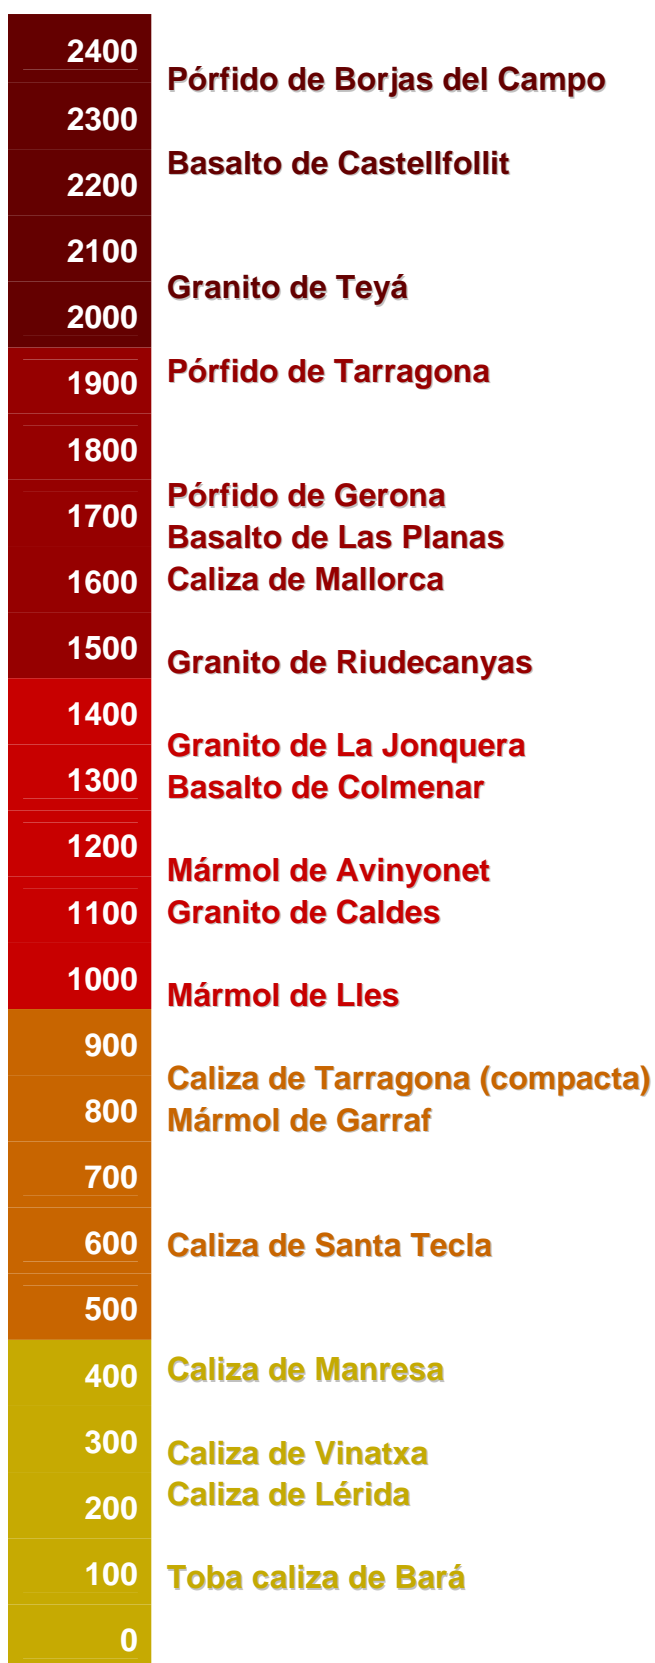 2400
Pórfido de Borjas del Campo
2300
Basalto de Castellfollit
2200
2100
Granito de Teyá
2000
Pórfido de Tarragona
1900
1800
Pórfido de Gerona
1700
Basalto de Las Planas
Caliza de Mallorca
1600
1500
Granito de Riudecanyas
1400
Granito de La Jonquera
1300
Basalto de Colmenar
1200
Mármol de Avinyonet
1100
Granito de Caldes
1000
Mármol de Lles
900
Caliza de Tarragona (compacta)
800
Mármol de Garraf
700
600
Caliza de Santa Tecla
500
Caliza de Manresa
400
300
Caliza de Vinatxa
Caliza de Lérida
200
100
Toba caliza de Bará
0